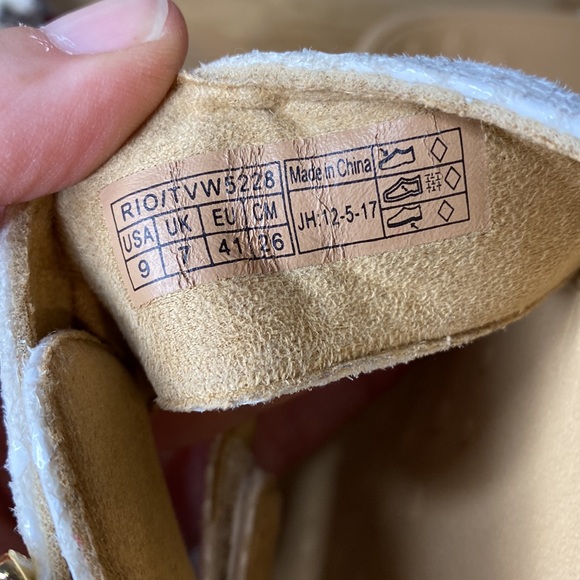 RIO/TVW5228
USA UK EU CM
9 7 41 26
Made in China
JH:12-5-17